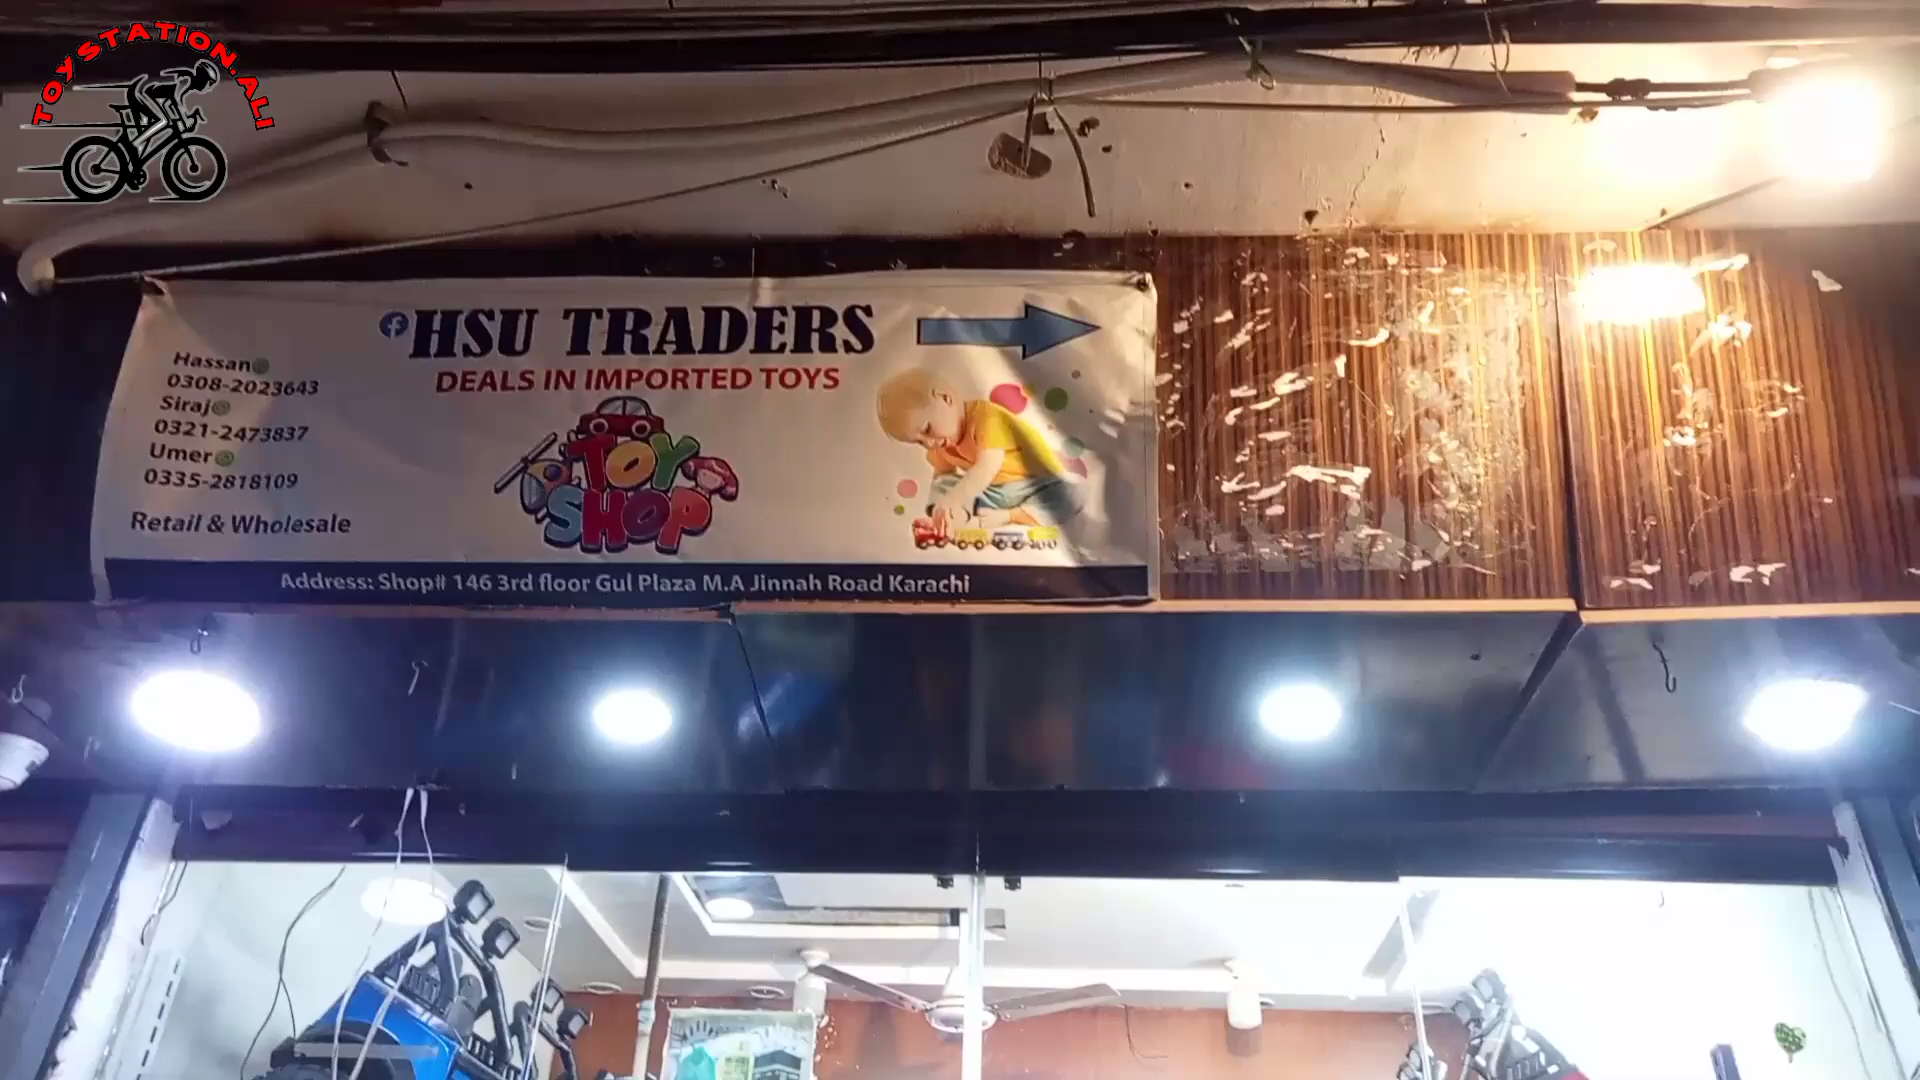 TOYSTATION.ALI
HSU TRADERS
DEALS IN IMPORTED TOYS
Hassan
0308-2023643
Siraj
0321-2473837
Umer
0335-2818109
Retail & Wholesale
TOY
SHOP
Address: Shop# 146 3rd floor Gul Plaza M.A Jinnah Road Karachi